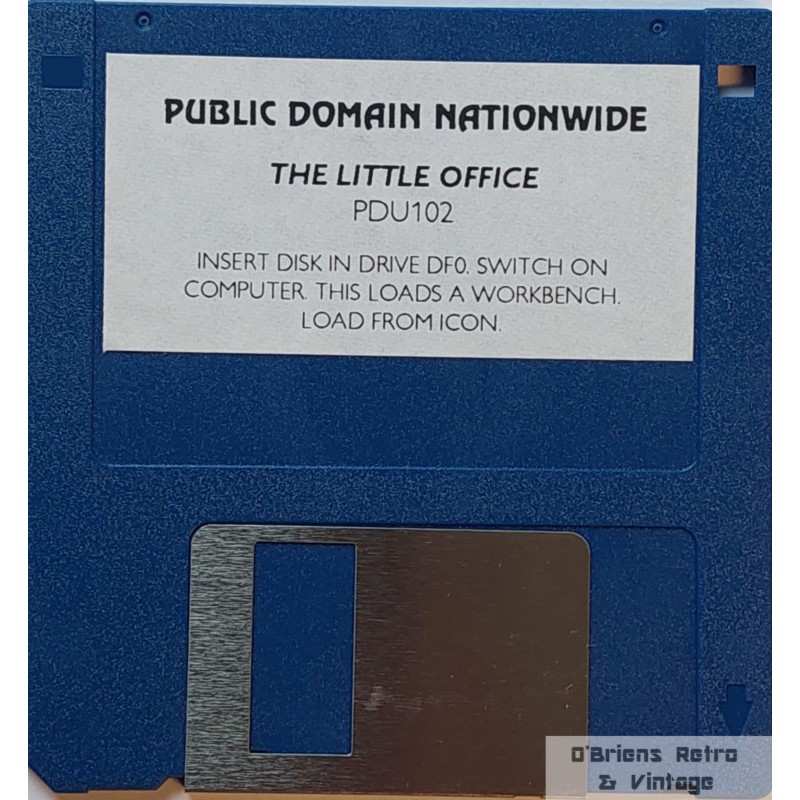 PUBLIC DOMAIN NATIONWIDE
THE LITTLE OFFICE
PDU102
INSERT DISK IN DRIVE DF0. SWITCH ON
COMPUTER. THIS LOADS A WORKBENCH.
LOAD FROM ICON.
O'Briens Retro
& Vintage